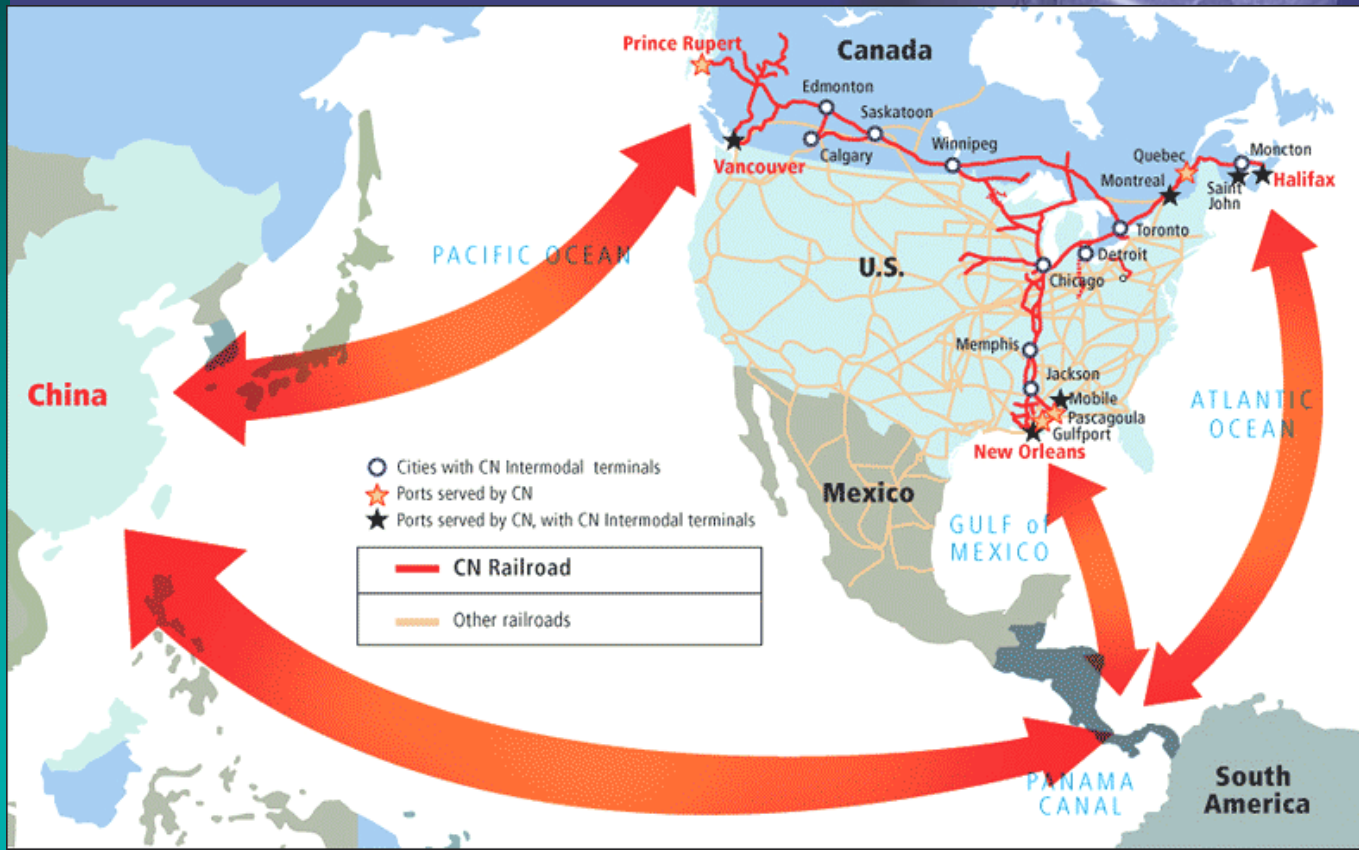 Prince Rupert
Canada
Edmonton
Saskatoon
Winnipeg
Quebec
Moncton
Vancouver
Calgary
Montreal
Saint
John
Halifax
Toronto
PACIFIC OCEAN
U.S.
Detroit
Chicago
Memphis
China
Jackson
Mobile
Pascagoula
Gulfport
New Orleans
ATLANTIC
OCEAN
Cities with CN Intermodal terminals
Ports served by CN
Ports served by CN, with CN Intermodal terminals
Mexico
GULF of
MEXICO
CN Railroad
Other railroads
PANAMA
CANAL
South
America